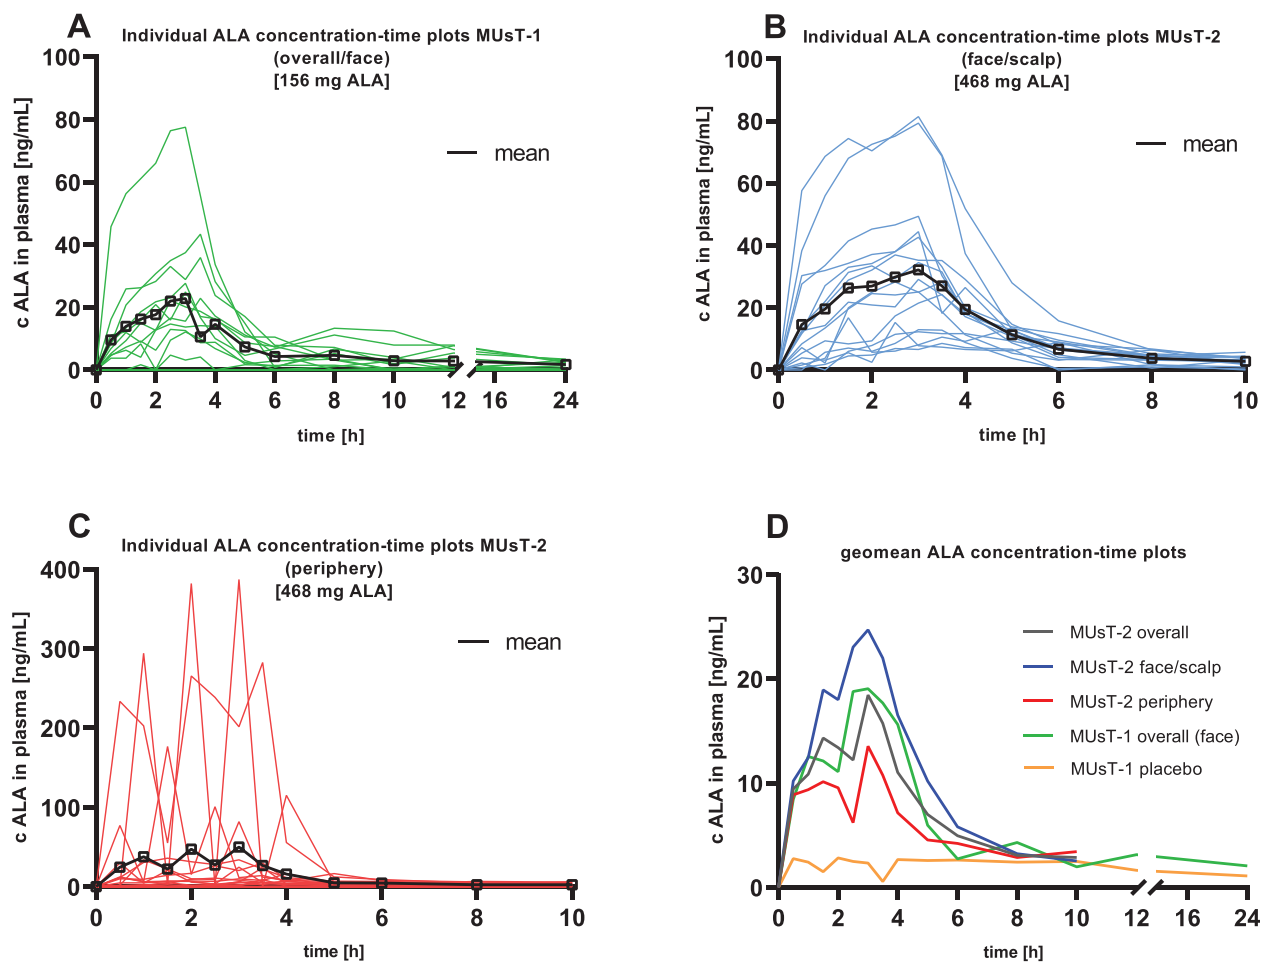 A
Individual ALA concentration-time plots MUsT-1
(overall/face)
[156 mg ALA]
c ALA in plasma [ng/mL]
100
80
60
40
20
0
mean
0 2 4 6 8 10 12 16 24
time [h]
B
Individual ALA concentration-time plots MUsT-2
(face/scalp)
[468 mg ALA]
c ALA in plasma [ng/mL]
100
80
60
40
20
0
mean
0 2 4 6 8 10
time [h]
C
Individual ALA concentration-time plots MUsT-2
(periphery)
[468 mg ALA]
c ALA in plasma [ng/mL]
400
300
200
100
0
mean
0 2 4 6 8 10
time [h]
D
geomean ALA concentration-time plots
c ALA in plasma [ng/mL]
30
20
10
0
MUsT-2 overall
MUsT-2 face/scalp
MUsT-2 periphery
MUsT-1 overall (face)
MUsT-1 placebo
0 2 4 6 8 10 12 16 24
time [h]